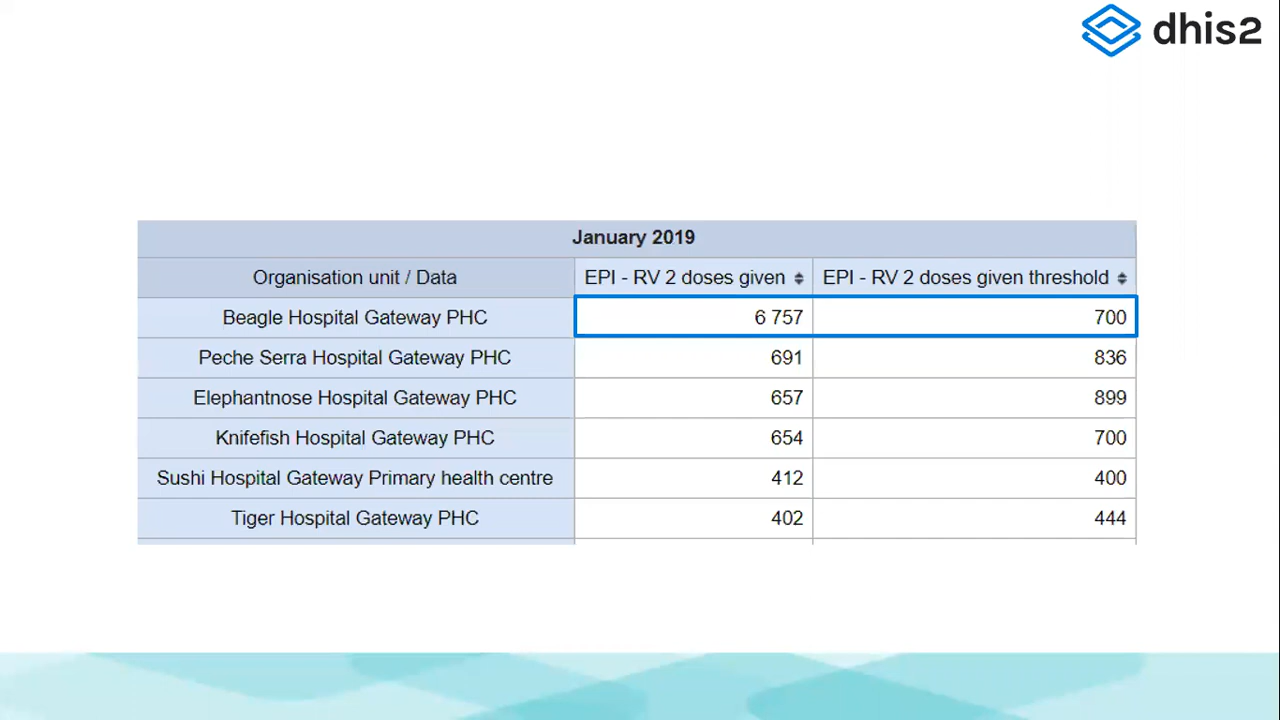 dhis2
January 2019
Organisation unit / Data EPI - RV 2 doses given EPI - RV 2 doses given threshold
Beagle Hospital Gateway PHC 6 757 700
Peche Serra Hospital Gateway PHC 691 836
Elephantnose Hospital Gateway PHC 657 899
Knifefish Hospital Gateway PHC 654 700
Sushi Hospital Gateway Primary health centre 412 400
Tiger Hospital Gateway PHC 402 444